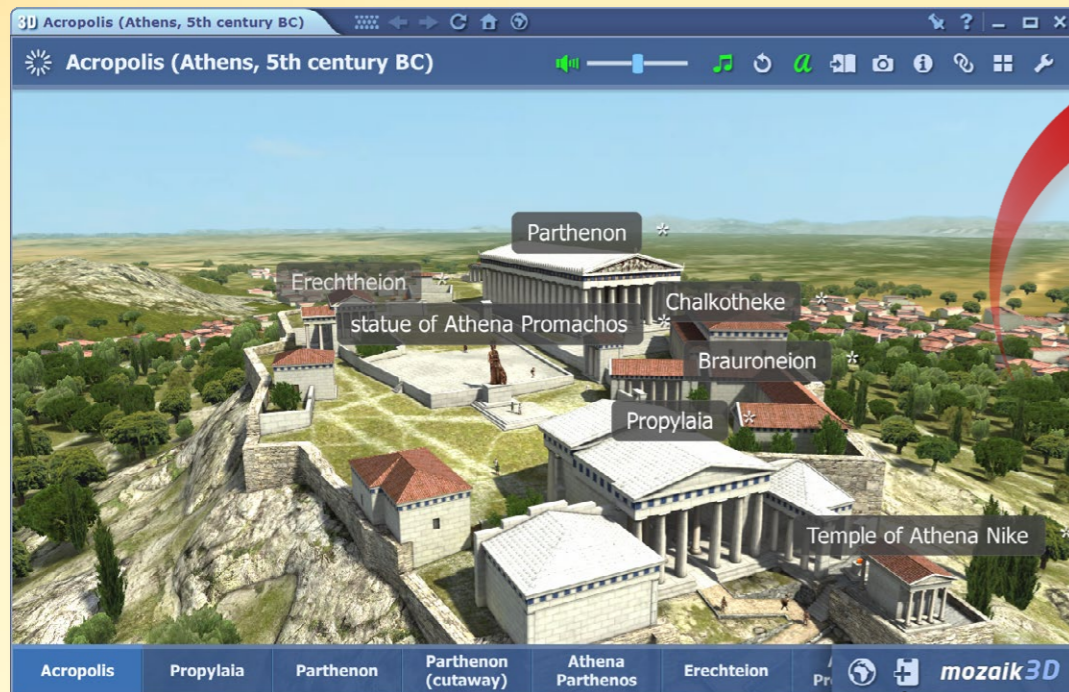 3D Acropolis (Athens, 5th century BC)
Acropolis (Athens, 5th century BC)
Parthenon
Erechtheion
Chalkotheke
statue of Athena Promachos
Brauroneion
Propylaia
Temple of Athena Nike
Acropolis
Propylaia
Parthenon
Parthenon
(cutaway)
Athena
Parthenos
Erechteion
mozaik3D